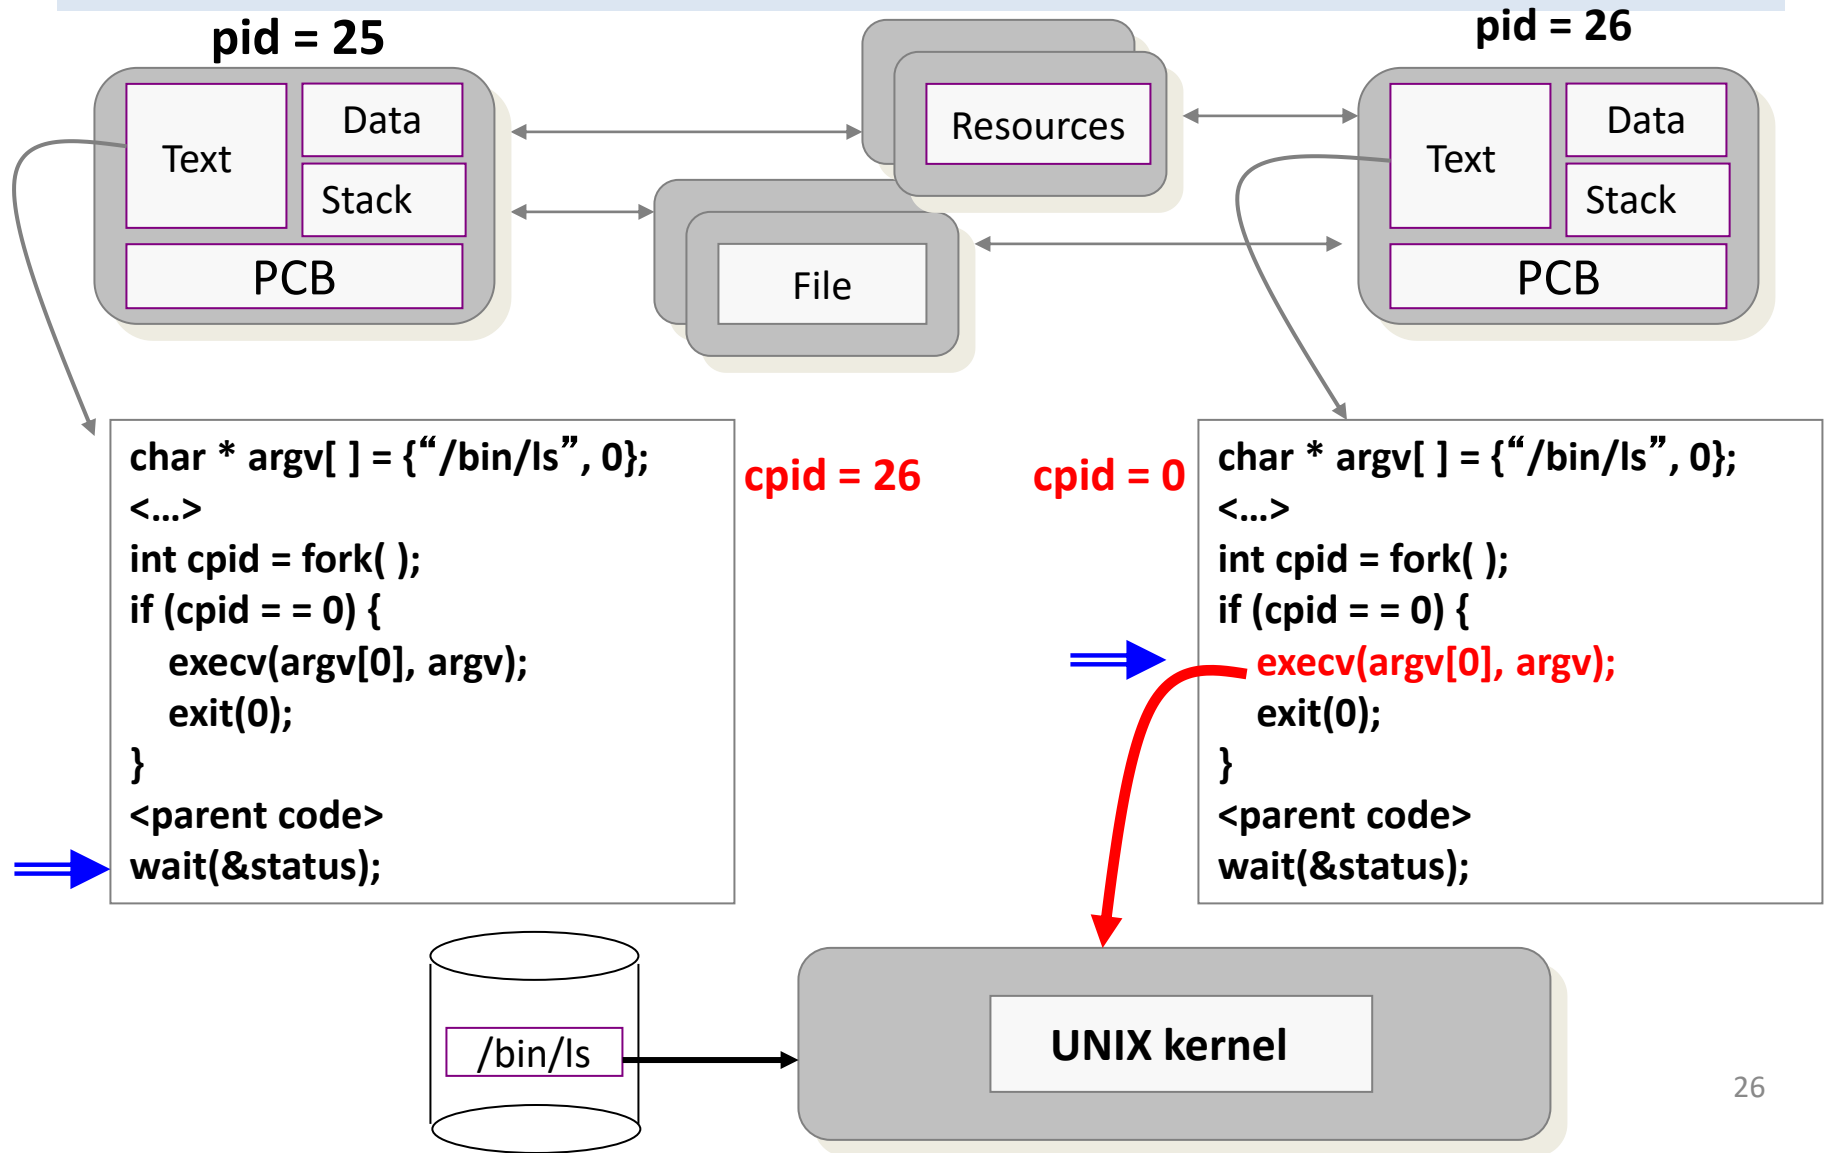 pid = 25
pid = 26
Text
Data
Stack
PCB
Resources
File
Text
Data
Stack
PCB
char * argv[ ] = {“/bin/ls”, 0};
<…>
int cpid = fork( );
if (cpid = = 0) {
execv(argv[0], argv);
exit(0);
}
<parent code>
wait(&status);
cpid = 26
cpid = 0
char * argv[ ] = {“/bin/ls”, 0};
<…>
int cpid = fork( );
if (cpid = = 0) {
execv(argv[0], argv);
exit(0);
}
<parent code>
wait(&status);
/bin/ls
UNIX kernel
26